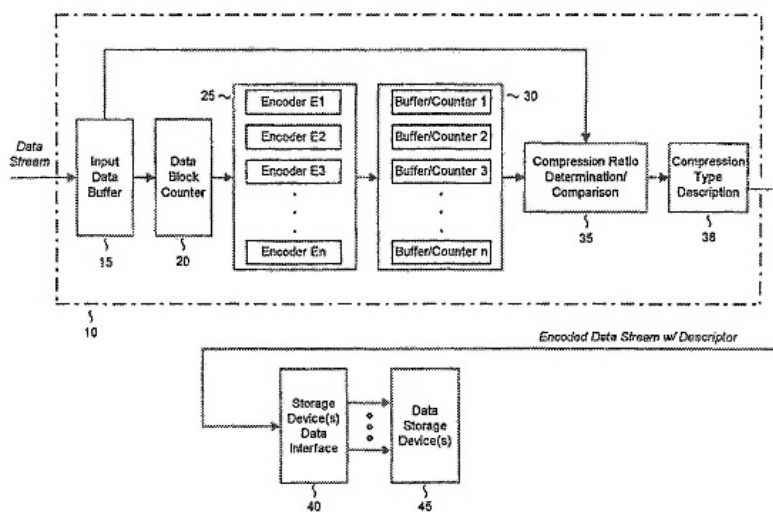 Data
Stream
Input
Data
Buffer
15
Data
Block
Counter
20
25
Encoder E1
Encoder E2
Encoder E3
Encoder En
30
Buffer/Counter 1
Buffer/Counter 2
Buffer/Counter 3
Buffer/Counter n
Compression Ratio
Determination/
Comparison
35
Compression
Type
Description
38
10
Encoded Data Stream w/ Descriptor
Storage
Device(s)
Data
Interface
40
Data
Storage
Device(s)
45